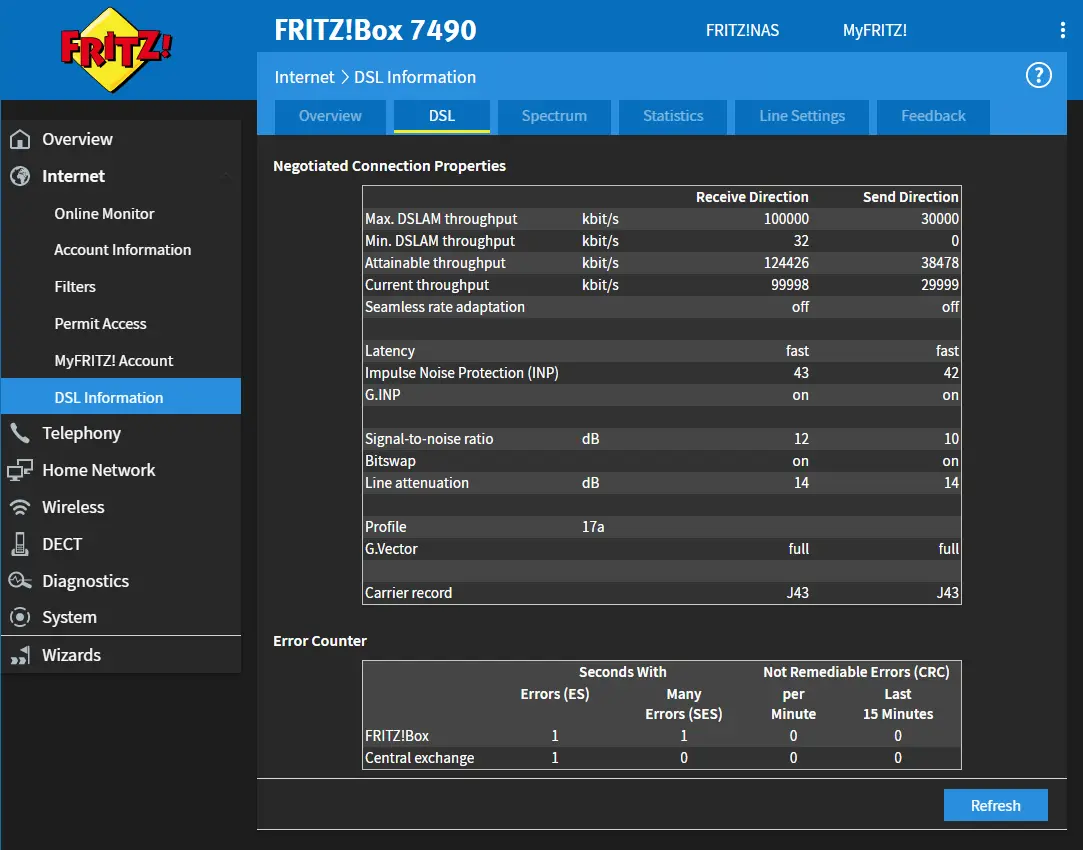 FRITZ!
FRITZ!Box 7490
FRITZ!NAS
MyFRITZ!
Internet > DSL Information
?
Overview
DSL
Spectrum
Statistics
Line Settings
Feedback
Overview
Internet
Online Monitor
Account Information
Filters
Permit Access
MyFRITZ! Account
DSL Information
Telephony
Home Network
Wireless
DECT
Diagnostics
System
Wizards
Negotiated Connection Properties
Receive Direction Send Direction
Max. DSLAM throughput kbit/s 100000 30000
Min. DSLAM throughput kbit/s 32 0
Attainable throughput kbit/s 124426 38478
Current throughput kbit/s 99998 29999
Seamless rate adaptation off off
Latency fast fast
Impulse Noise Protection (INP) 43 42
G.INP on on
Signal-to-noise ratio dB 12 10
Bitswap on on
Line attenuation dB 14 14
Profile 17a
G.Vector full full
Carrier record J43 J43
Error Counter
Seconds With Not Remediable Errors (CRC)
Errors (ES) Many per Last
Errors (SES) Minute 15 Minutes
FRITZ!Box 1 1 0 0
Central exchange 1 0 0 0
Refresh